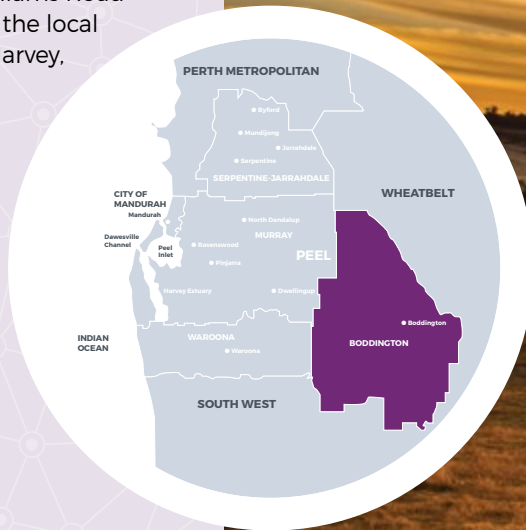 the local
arvey,
PERTH METROPOLITAN
Byford
Mundijong
Jarrahdale
Serpentine
SERPENTINE-JARRAHDALE
WHEATBELT
CITY OF
MANDURAH
Mandurah
North Dandalup
MURRAY
Dawesville
Channel
Peel
Inlet
Ravenswood
PEEL
Pinjarra
Harvey Estuary
Dwellingup
Boddington
INDIAN
OCEAN
WAROONA
Waroona
BODDINGTON
SOUTH WEST